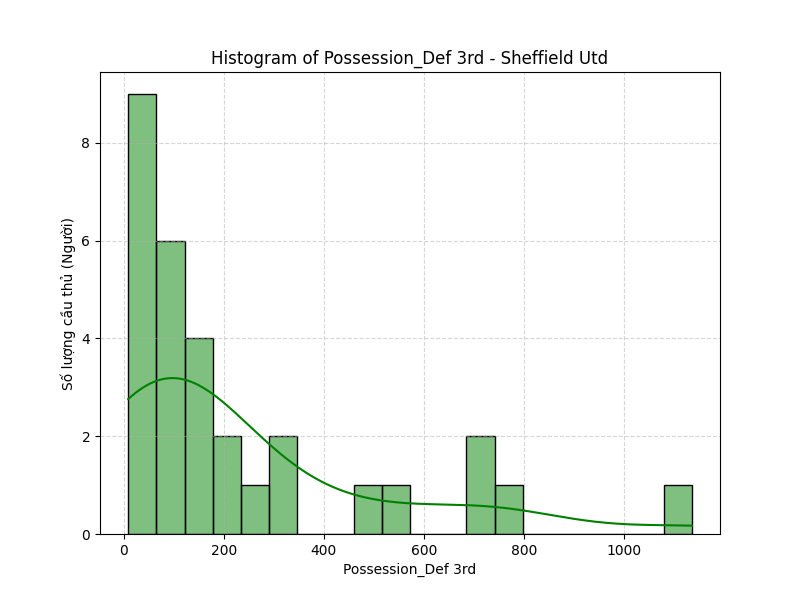 Histogram of Possession_Def 3rd - Sheffield Utd
8
6
4
2
0
Số lượng cầu thủ (Người)
0 200 400 600 800 1000
Possession_Def 3rd